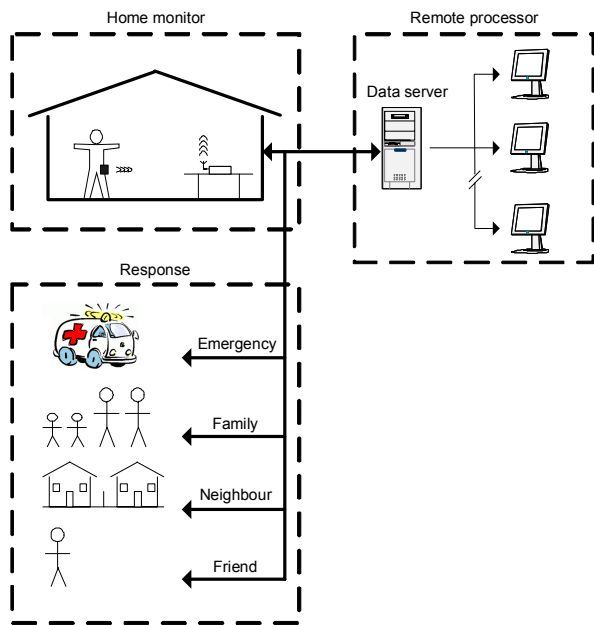 Home monitor
Remote processor
Data server
Response
Emergency
Family
Neighbour
Friend